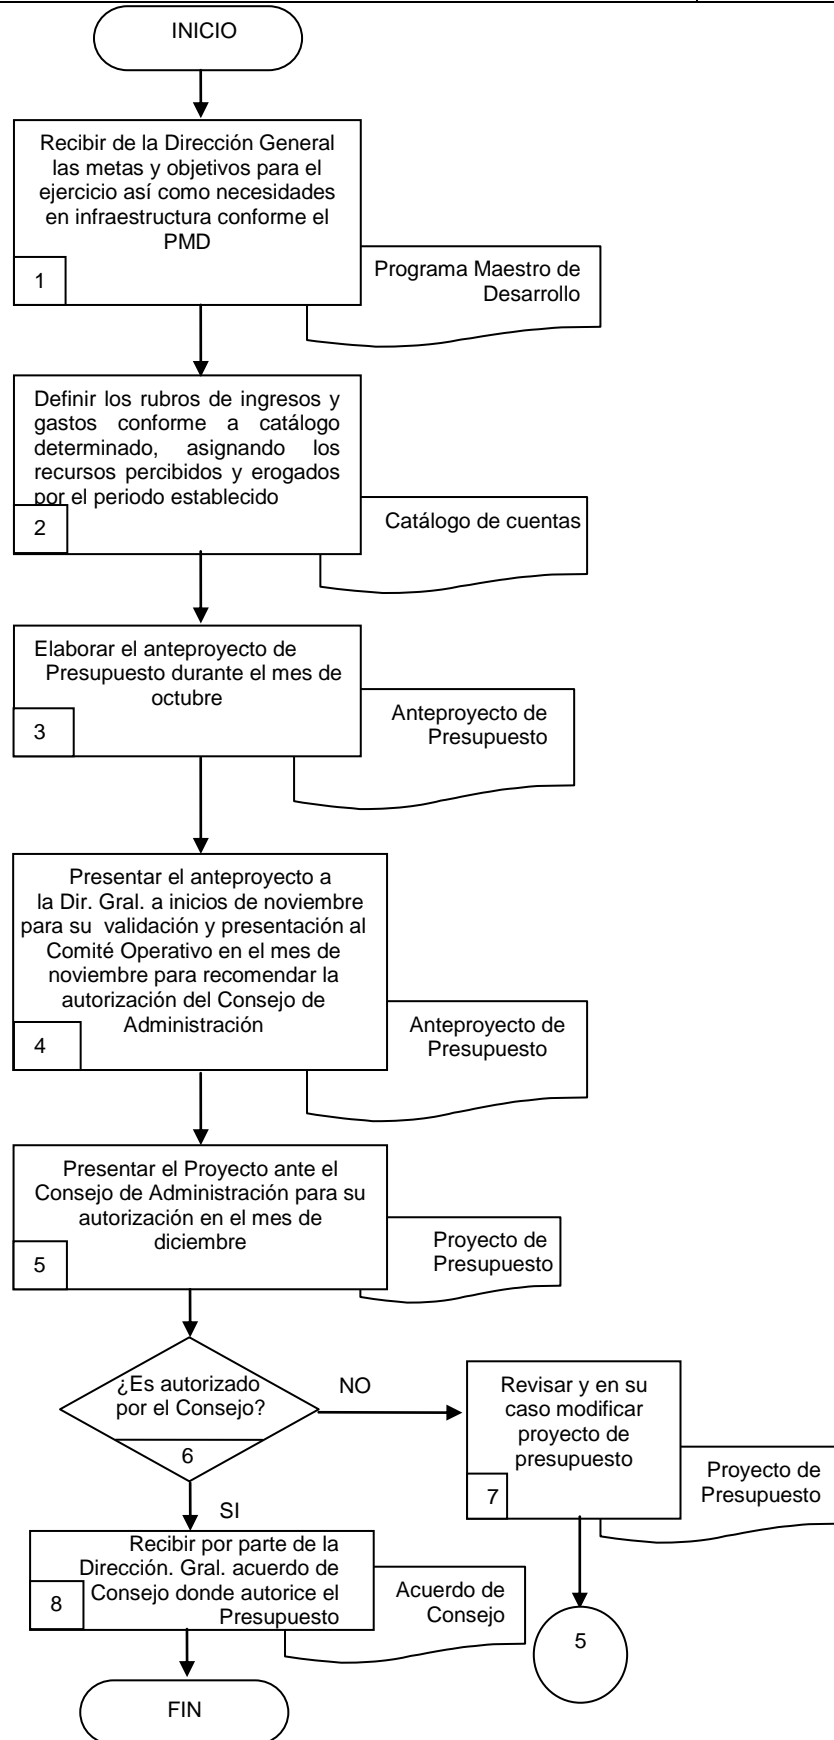 INICIO
Recibir de la Dirección General
las metas y objetivos para el
ejercicio así como necesidades
en infraestructura conforme el
PMD
1
Programa Maestro de
Desarrollo
Definir los rubros de ingresos y
gastos conforme a catálogo
determinado, asignando los
recursos percibidos y erogados
por el periodo establecido
2
Catálogo de cuentas
Elaborar el anteproyecto de
Presupuesto durante el mes de
octubre
3
Anteproyecto de
Presupuesto
Presentar el anteproyecto a
la Dir. Gral. a inicios de noviembre
para su validación y presentación al
Comité Operativo en el mes de
noviembre para recomendar la
autorización del Consejo de
Administración
4
Anteproyecto de
Presupuesto
Presentar el Proyecto ante el
Consejo de Administración para su
autorización en el mes de
diciembre
5
Proyecto de
Presupuesto
¿Es autorizado
por el Consejo?
6
NO
Revisar y en su
caso modificar
proyecto de
presupuesto
7
Proyecto de
Presupuesto
SI
Recibir por parte de la
Dirección. Gral. acuerdo de
Consejo donde autorice el
Presupuesto
8
Acuerdo de
Consejo
5
FIN